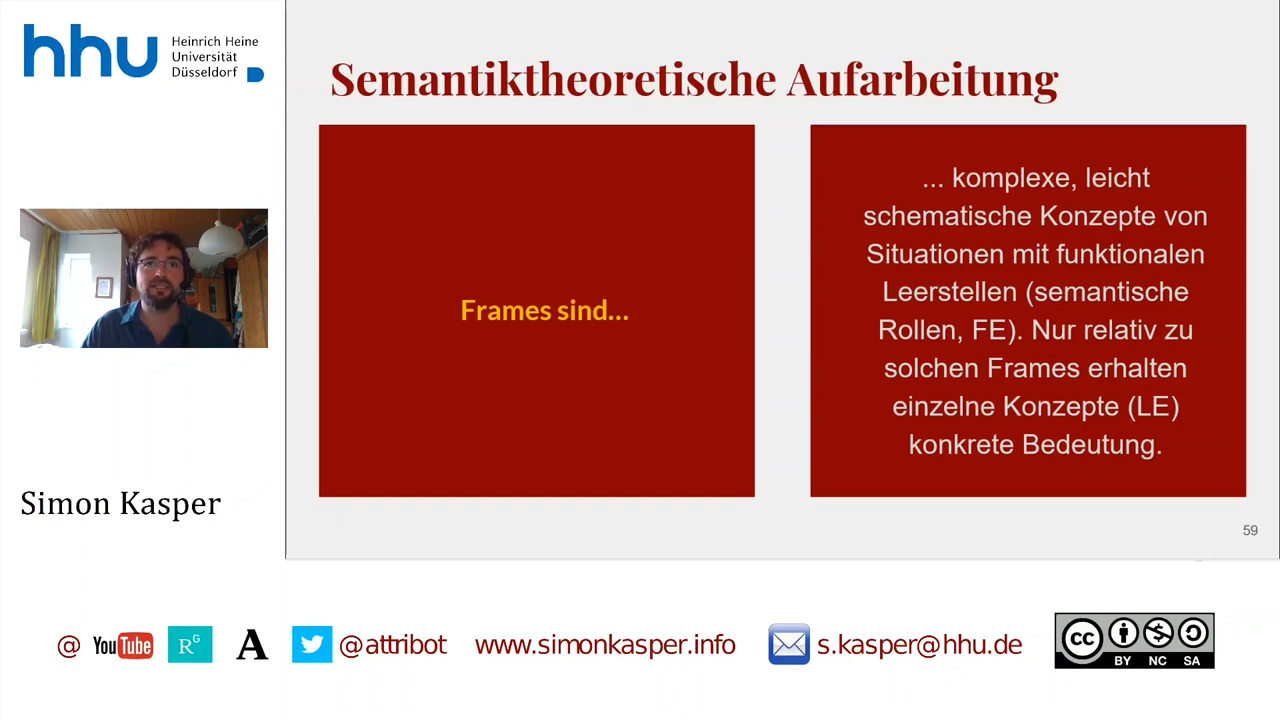 hhu
Heinrich Heine
Universität
Düsseldorf
Semantiktheoretische Aufarbeitung
Frames sind...
... komplexe, leicht
schematische Konzepte von
Situationen mit funktionalen
Leerstellen (semantische
Rollen, FE). Nur relativ zu
solchen Frames erhalten
einzelne Konzepte (LE)
konkrete Bedeutung.
59
Simon Kasper
@ YouTube RG A @attribot www.simonkasper.info s.kasper@hhu.de
cc BY NC SA